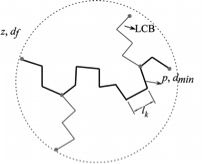 z, df
LCB
p, dmin
lk